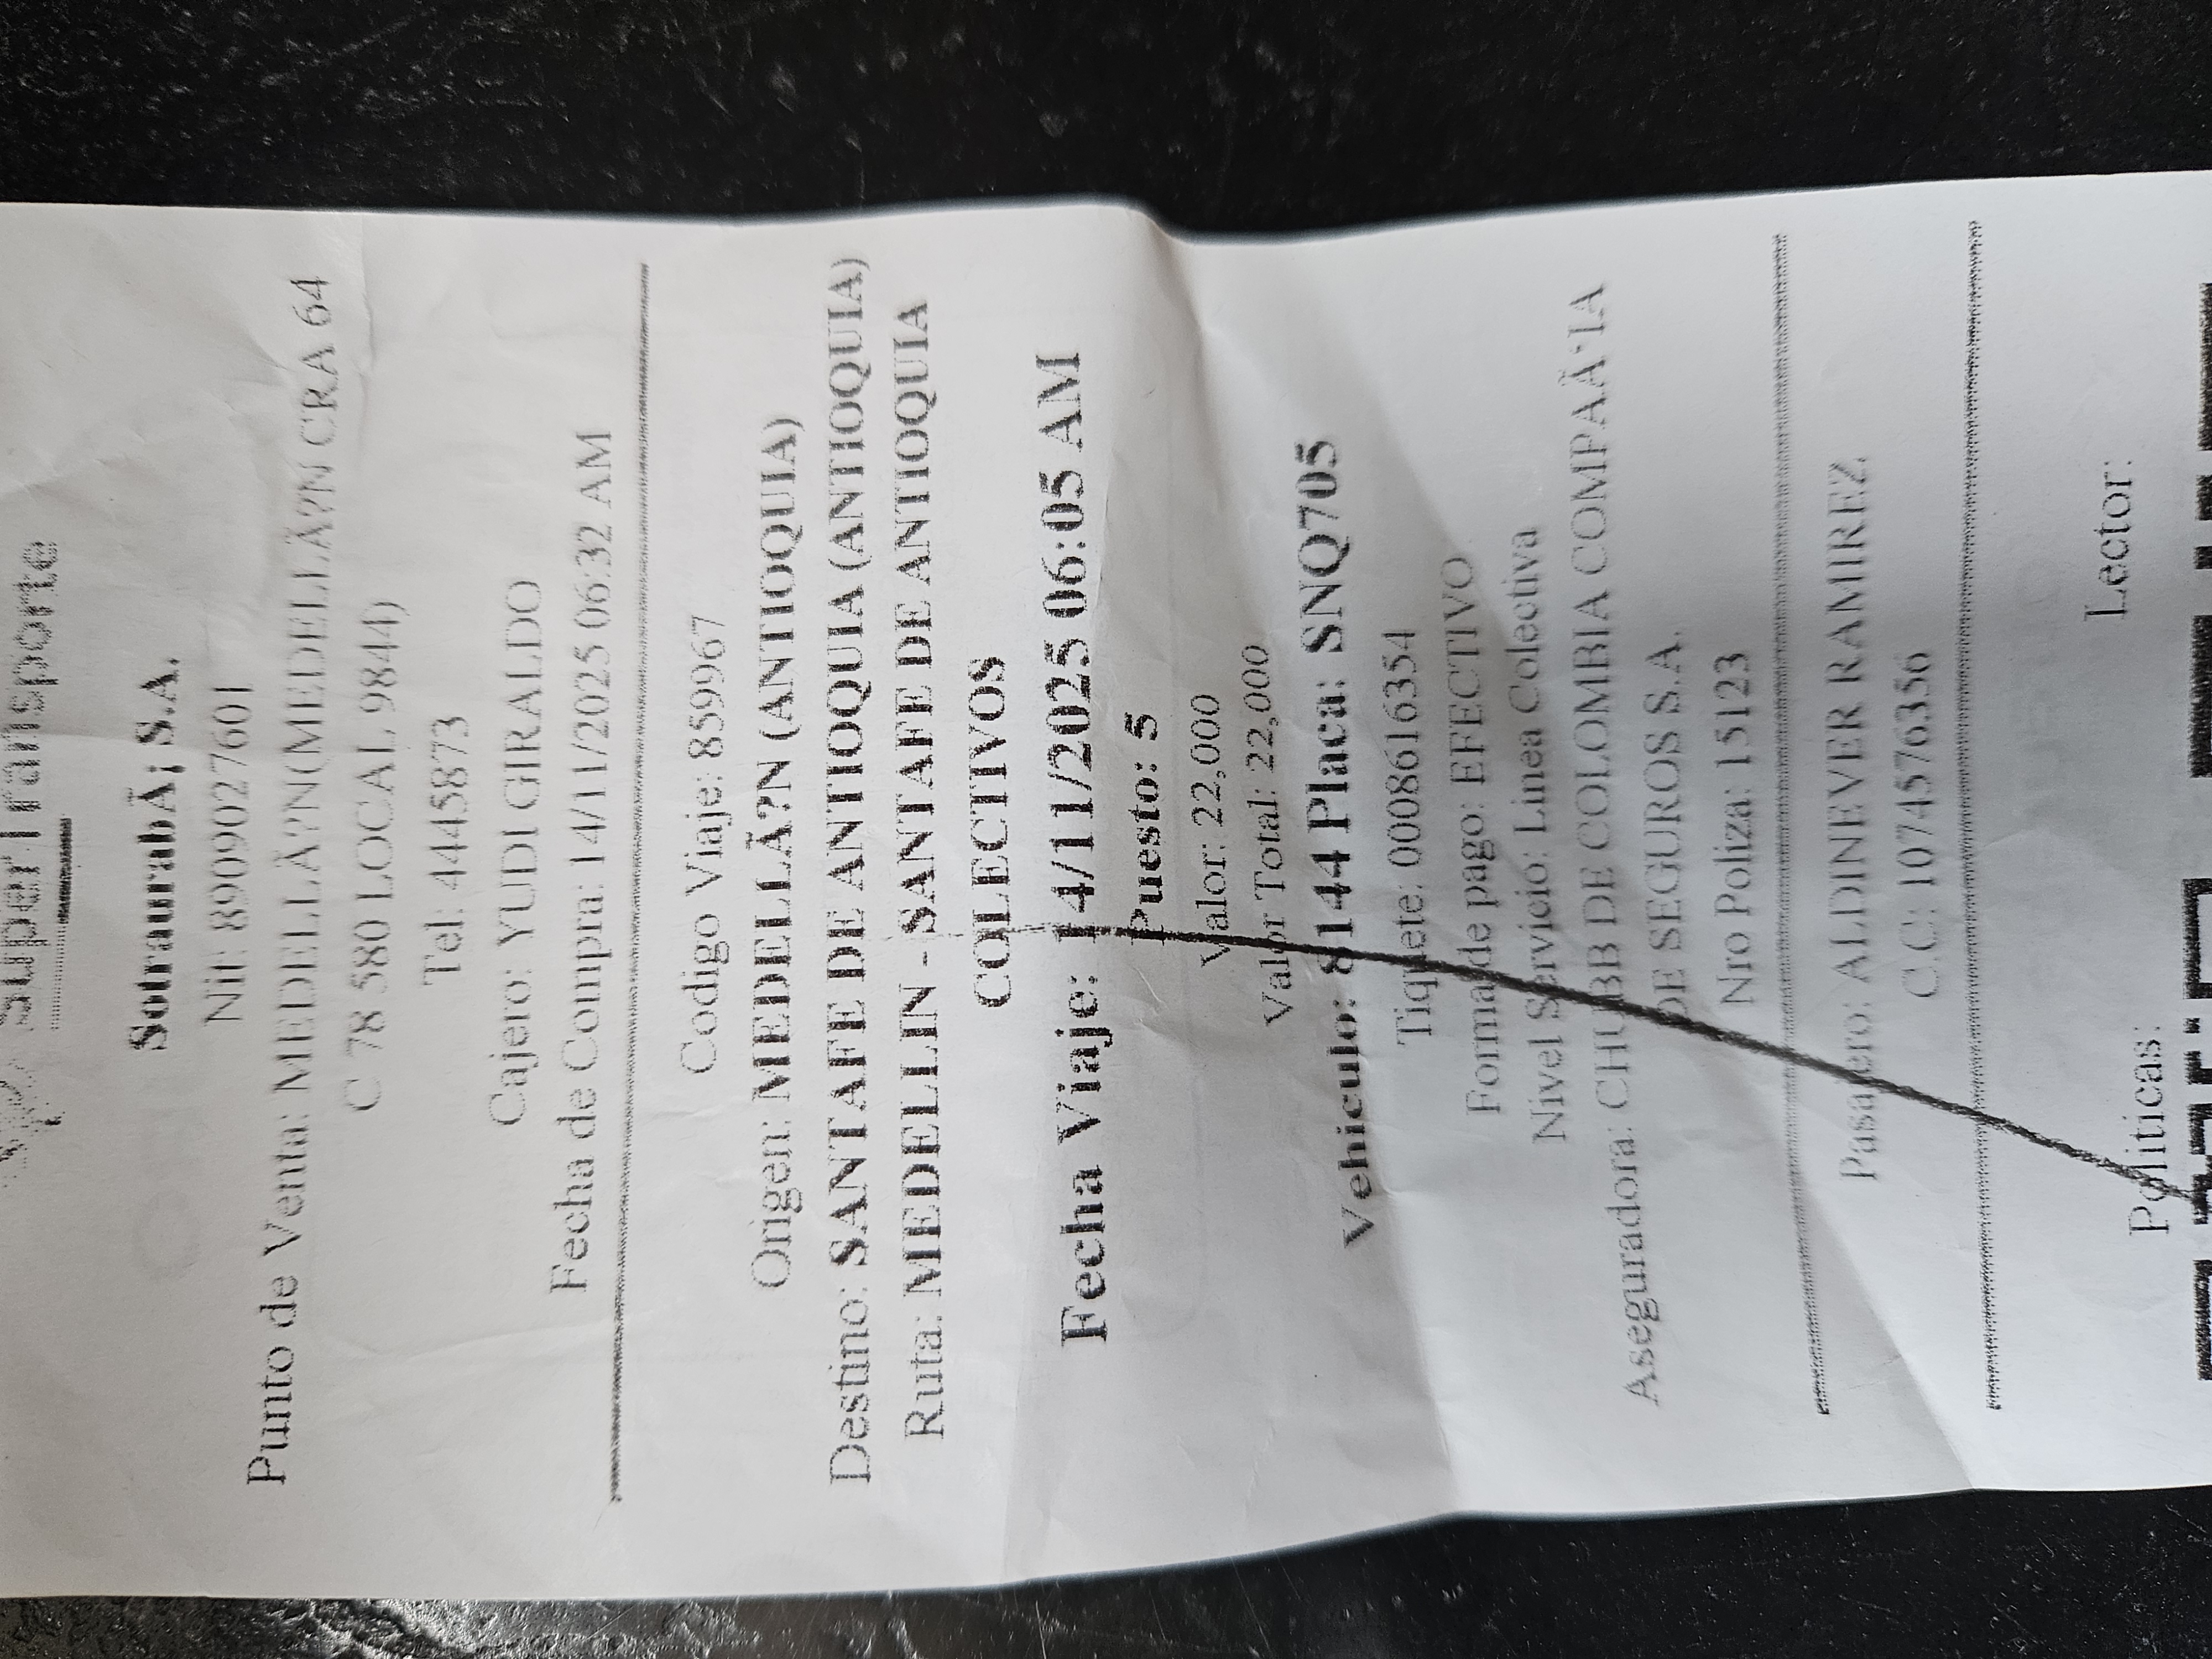 SuperTransporte
SotraurabÃ¡ S.A.
Nit: 8909027601
Punto de Venta: MEDELLÃ?N(MEDELLÃ?N CRA 64
C 78 580 LOCAL 9844)
Tel: 4445873
Cajero: YUDI GIRALDO
Fecha de Compra: 14/11/2025 06:32 AM
Codigo Viaje: 859967
Origen: MEDELLÃ?N (ANTIOQUIA)
Destino: SANTAFE DE ANTIOQUIA (ANTIOQUIA)
Ruta: MEDELLIN - SANTAFE DE ANTIOQUIA
COLECTIVOS
Fecha Viaje: 14/11/2025 06:05 AM
Puesto: 5
Valor: 22,000
Valor Total: 22,000
Vehiculo: 8144 Placa: SNQ705
Tiquete: 0008616354
Forma de pago: EFECTIVO
Nivel Servicio: Linea Colectiva
Aseguradora: CHUBB DE COLOMBIA COMPAÃ‘IA
DE SEGUROS S.A.
Nro Poliza: 15123
Pasajero: ALDINEVER RAMIREZ
C.C: 1074576356
Politicas: Lector: